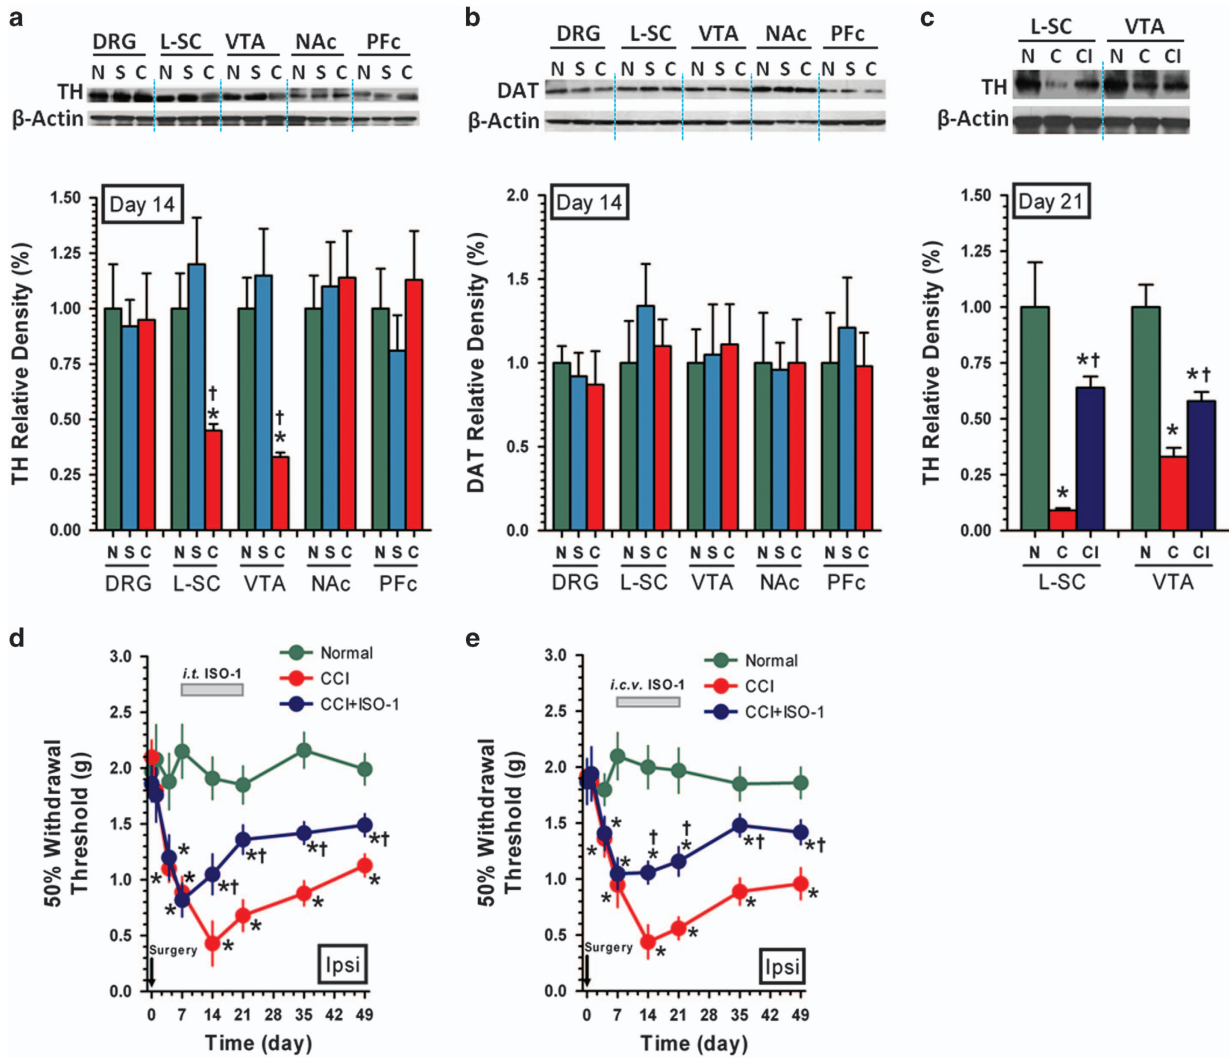 a
DRG L-SC VTA NAc PFc
N S C N S C N S C N S C N S C
TH
β-Actin
Day 14
TH Relative Density (%)
1.50
1.25
1.00
0.75
0.50
0.25
0.00
†
*
†
*
N S C N S C N S C N S C N S C
DRG L-SC VTA NAc PFc
b
DRG L-SC VTA NAc PFc
N S C N S C N S C N S C N S C
DAT
β-Actin
Day 14
DAT Relative Density (%)
2.0
1.5
1.0
0.5
0.0
N S C N S C N S C N S C N S C
DRG L-SC VTA NAc PFc
c
L-SC VTA
N C CI N C CI
TH
β-Actin
Day 21
TH Relative Density (%)
1.50
1.25
1.00
0.75
0.50
0.25
0.00
* *† * *†
N C CI N C CI
L-SC VTA
d
Normal
CCI
CCI+ISO-1
i.t. ISO-1
50% Withdrawal
Threshold (g)
3.0
2.5
2.0
1.5
1.0
0.5
0.0
* * * * *† *† *† *†
* * * * *
Surgery
Ipsi
0 7 14 21 28 35 42 49
Time (day)
e
Normal
CCI
CCI+ISO-1
i.c.v. ISO-1
50% Withdrawal
Threshold (g)
3.0
2.5
2.0
1.5
1.0
0.5
0.0
†
*
†
*
* * * * *† *†
* * * *
Surgery
Ipsi
0 7 14 21 28 35 42 49
Time (day)